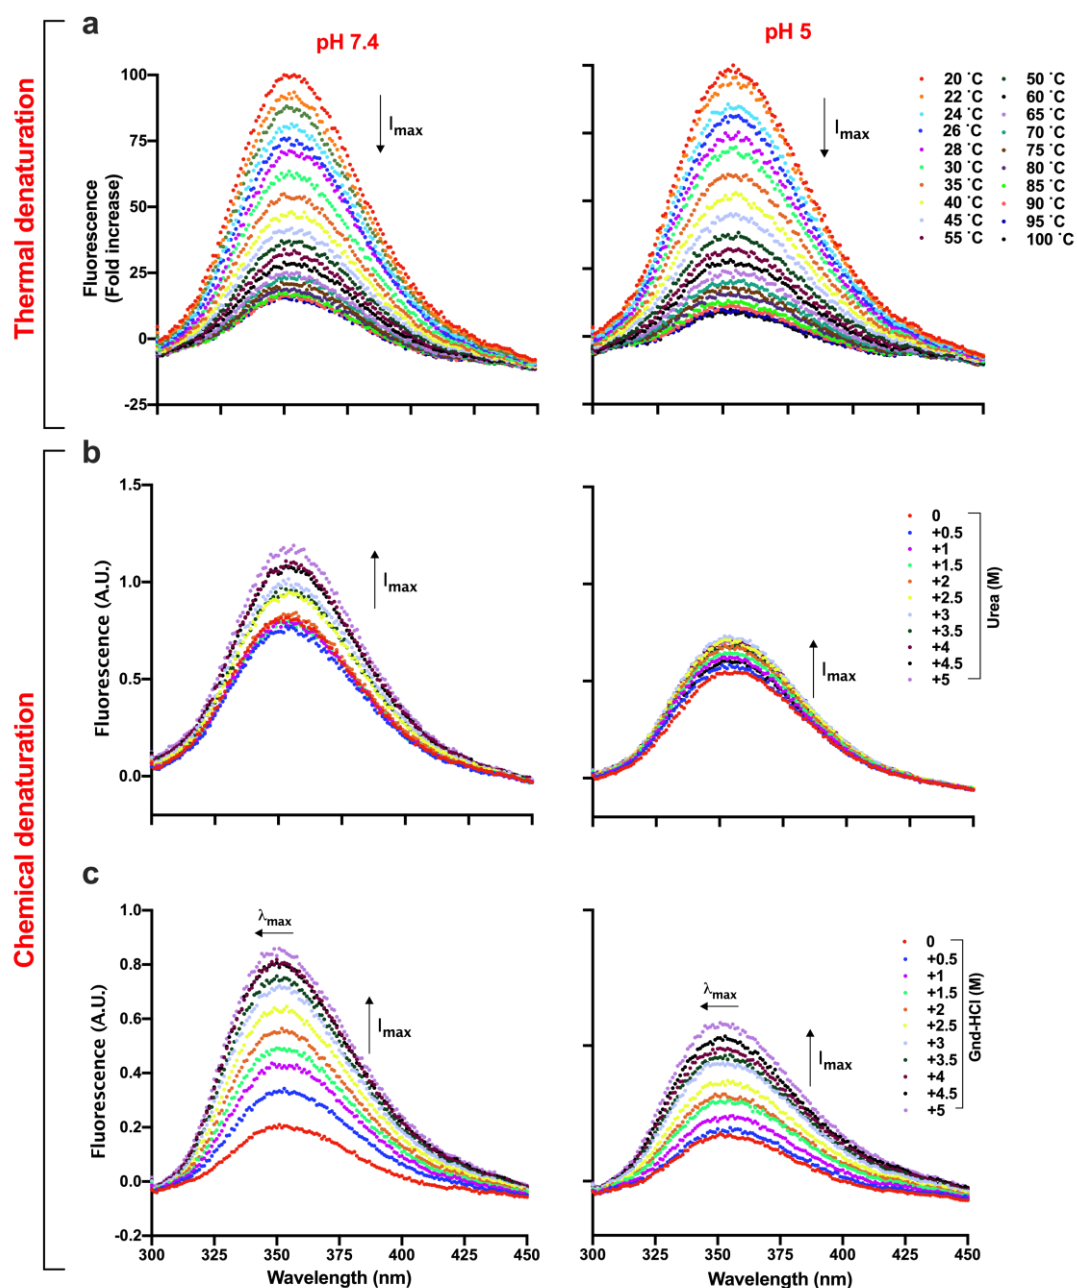 a
pH 7.4
pH 5
Thermal denaturation
Fluorescence
(Fold increase)
100
75
50
25
0
-25
Imax
Imax
20 ˚C
22 ˚C
24 ˚C
26 ˚C
28 ˚C
30 ˚C
35 ˚C
40 ˚C
45 ˚C
55 ˚C
50 ˚C
60 ˚C
65 ˚C
70 ˚C
75 ˚C
80 ˚C
85 ˚C
90 ˚C
95 ˚C
100 ˚C
Chemical denaturation
b
Fluorescence (A.U.)
1.5
1.0
0.5
0.0
Imax
Imax
0
+0.5
+1
+1.5
+2
+2.5
+3
+3.5
+4
+4.5
+5
Urea (M)
c
Fluorescence (A.U.)
1.0
0.8
0.6
0.4
0.2
0.0
-0.2
λmax
Imax
λmax
Imax
0
+0.5
+1
+1.5
+2
+2.5
+3
+3.5
+4
+4.5
+5
Gnd-HCl (M)
300 350 400 425 450
Wavelength (nm)
300 325 350 375 400 425 450
Wavelength (nm)